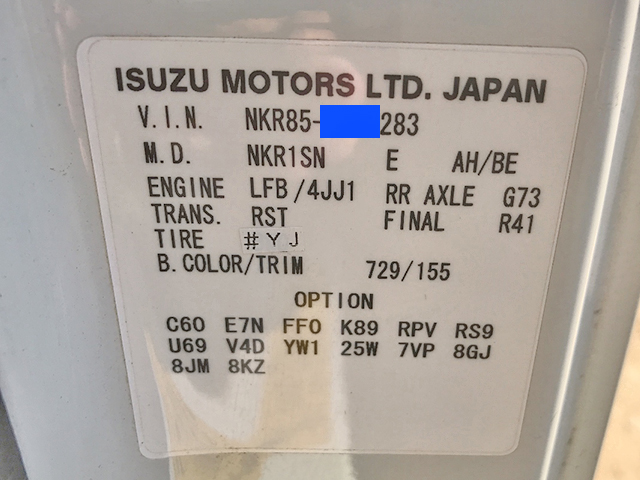 ISUZU MOTORS LTD. JAPAN
V.I.N. NKR85- 283
M.D. NKR1SN E AH/BE
ENGINE LFB/4JJ1 RR AXLE G73
TRANS. RST FINAL R41
TIRE #Y_J
B.COLOR/TRIM 729/155
OPTION
C60 E7N FF0 K89 RPV RS9
U69 V4D YW1 25W 7VP 8GJ
8JM 8KZ